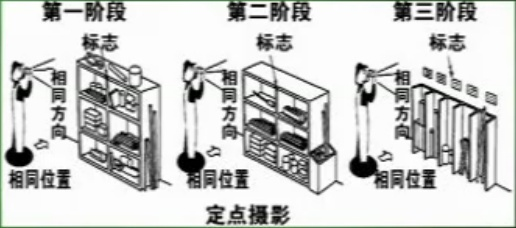 第一阶段
标志
相同方向
相同位置
第二阶段
标志
相同方向
相同位置
第三阶段
标志
相同方向
相同位置
定点摄影